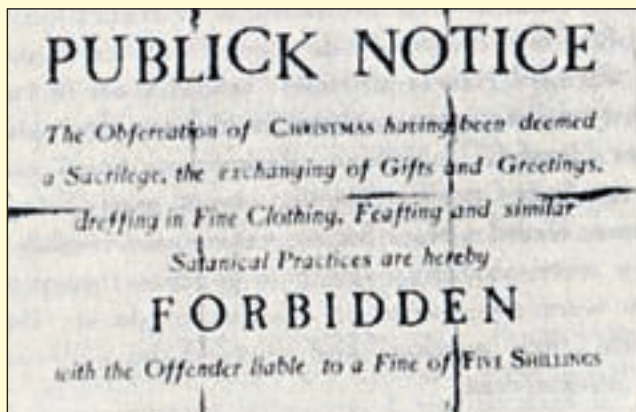 PUBLICK NOTICE
The Obſervation of CHRISTMAS having been deemed
a Sacrilege, the exchanging of Gifts and Greetings,
dreſſing in Fine Clothing, Feaſting and similar
Satanical Practices are hereby
FORBIDDEN
with the Offender liable to a Fine of FIVE SHILLINGS